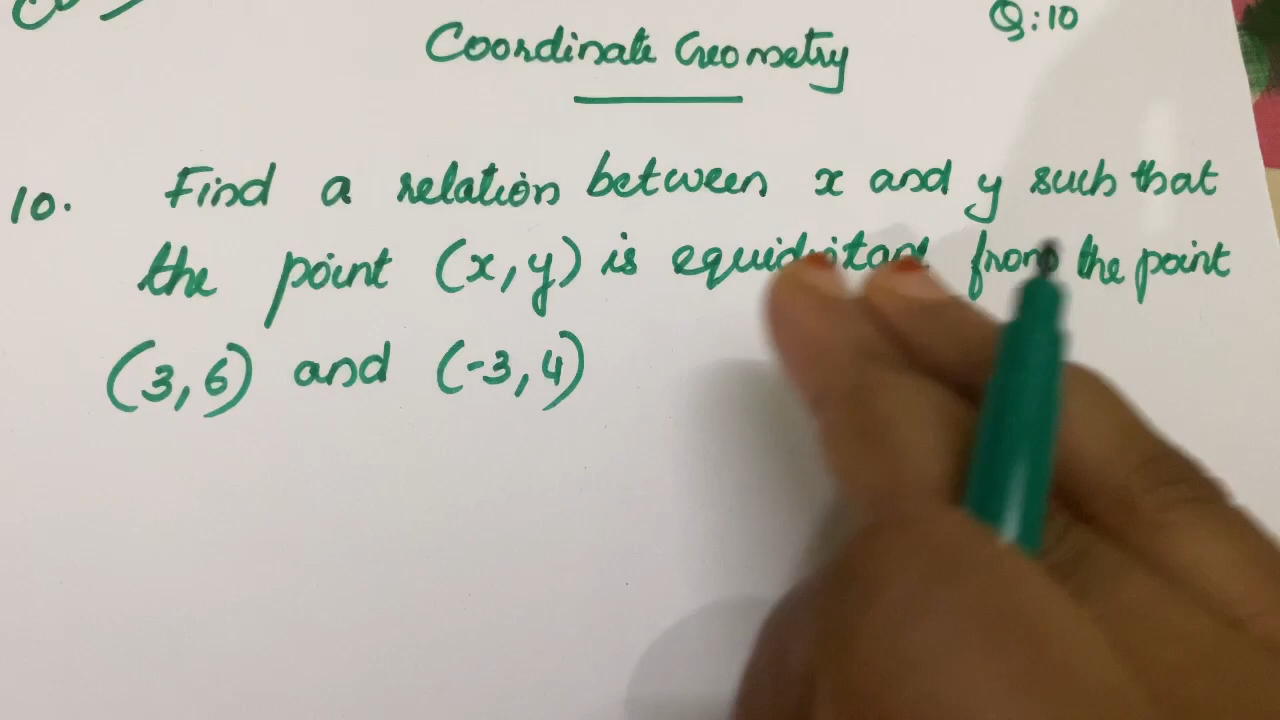 Q:10
Coordinate Geometry
10. Find a relation between x and y such that
the point (x, y) is equidistant from the point
(3, 6) and (-3, 4)